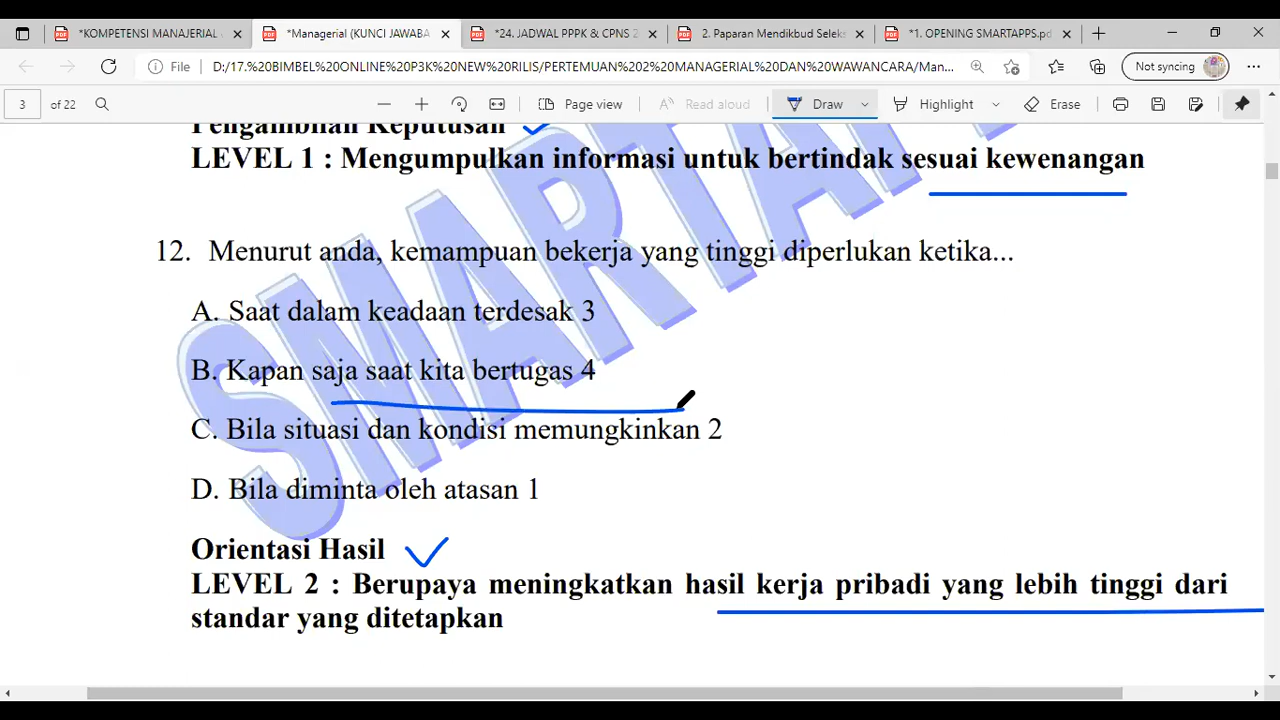 *KOMPETENSI MANAJERIAL
*Managerial (KUNCI JAWABA
*24. JADWAL PPPK & CPNS 2
2. Paparan Mendikbud Seleks
*1. OPENING SMARTAPPS.pd
File
D:/17.%20BIMBEL%20ONLINE%20P3K%20NEW%20RILIS/PERTEMUAN%202%20MANAGERIAL%20DAN%20WAWANCARA/Man...
Not syncing
3 of 22
Page view
Read aloud
Draw
Highlight
Erase
Pengambilan Keputusan
LEVEL 1 : Mengumpulkan informasi untuk bertindak sesuai kewenangan
12. Menurut anda, kemampuan bekerja yang tinggi diperlukan ketika...
A. Saat dalam keadaan terdesak 3
B. Kapan saja saat kita bertugas 4
C. Bila situasi dan kondisi memungkinkan 2
D. Bila diminta oleh atasan 1
Orientasi Hasil
LEVEL 2 : Berupaya meningkatkan hasil kerja pribadi yang lebih tinggi dari
standar yang ditetapkan